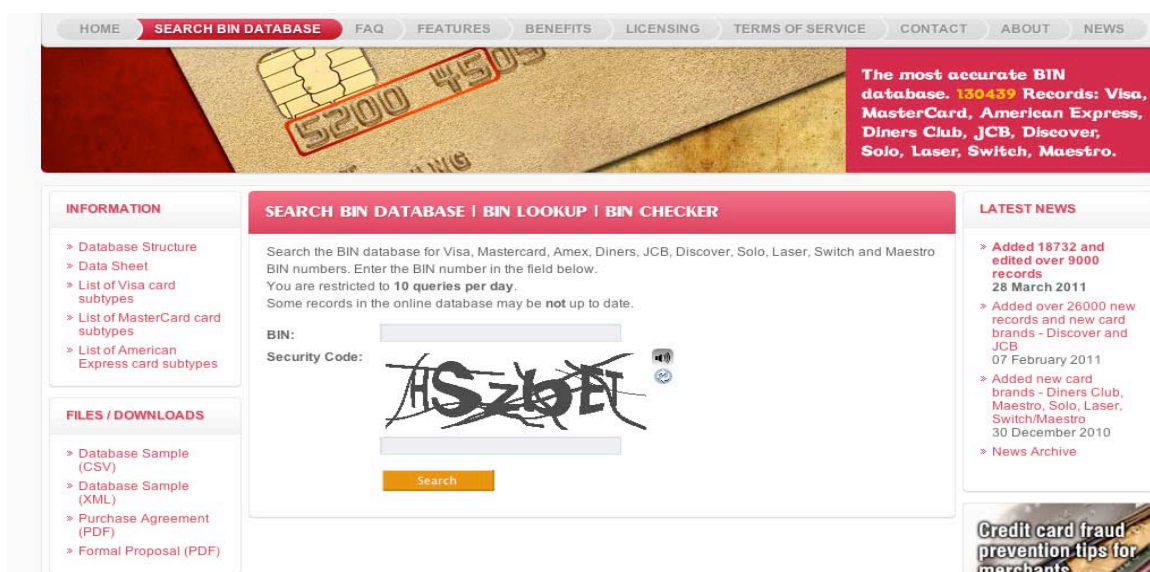 HOME SEARCH BIN DATABASE FAQ FEATURES BENEFITS LICENSING TERMS OF SERVICE CONTACT ABOUT NEWS
5200 4505
The most accurate BIN
database. 130439 Records: Visa,
MasterCard, American Express,
Diners Club, JCB, Discover,
Solo, Laser, Switch, Maestro.
INFORMATION
» Database Structure
» Data Sheet
» List of Visa card
subtypes
» List of MasterCard card
subtypes
» List of American
Express card subtypes
FILES / DOWNLOADS
» Database Sample
(CSV)
» Database Sample
(XML)
» Purchase Agreement
(PDF)
» Formal Proposal (PDF)
SEARCH BIN DATABASE | BIN LOOKUP | BIN CHECKER
Search the BIN database for Visa, Mastercard, Amex, Diners, JCB, Discover, Solo, Laser, Switch and Maestro
BIN numbers. Enter the BIN number in the field below.
You are restricted to 10 queries per day.
Some records in the online database may be not up to date.
BIN:
Security Code:
Search
LATEST NEWS
» Added 18732 and
edited over 9000
records
28 March 2011
» Added over 26000 new
records and new card
brands - Discover and
JCB
07 February 2011
» Added new card
brands - Diners Club,
Maestro, Solo, Laser,
Switch/Maestro
30 December 2010
» News Archive
Credit card fraud
prevention tips for
merchants